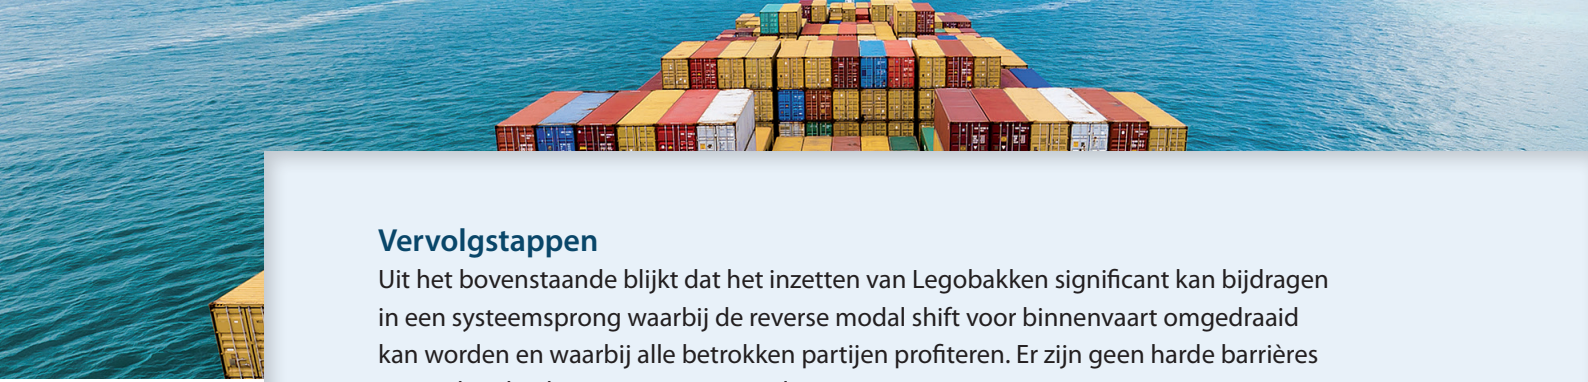 Vervolgstappen
Uit het bovenstaande blijkt dat het inzetten van Legobakken significant kan bijdragen
in een systeemsprong waarbij de reverse modal shift voor binnenvaart omgedraaid
kan worden en waarbij alle betrokken partijen profiteren. Er zijn geen harde barrières